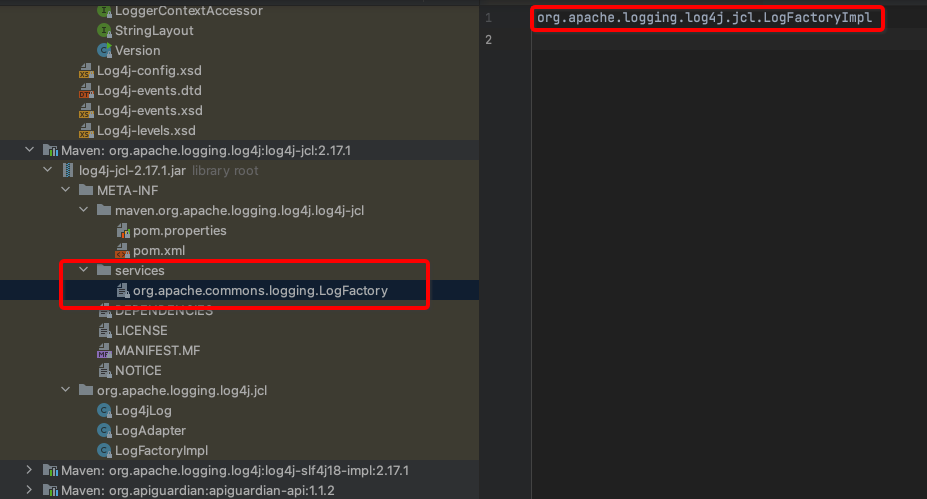 LoggerContextAccessor
StringLayout
Version
Log4j-config.xsd
Log4j-events.dtd
Log4j-events.xsd
Log4j-levels.xsd
Maven: org.apache.logging.log4j:log4j-jcl:2.17.1
log4j-jcl-2.17.1.jar library root
META-INF
maven.org.apache.logging.log4j.log4j-jcl
pom.properties
pom.xml
services
org.apache.commons.logging.LogFactory
DEPENDENCIES
LICENSE
MANIFEST.MF
NOTICE
org.apache.logging.log4j.jcl
Log4jLog
LogAdapter
LogFactoryImpl
Maven: org.apache.logging.log4j:log4j-slf4j18-impl:2.17.1
Maven: org.apiguardian:apiguardian-api:1.1.2
1 org.apache.logging.log4j.jcl.LogFactoryImpl
2